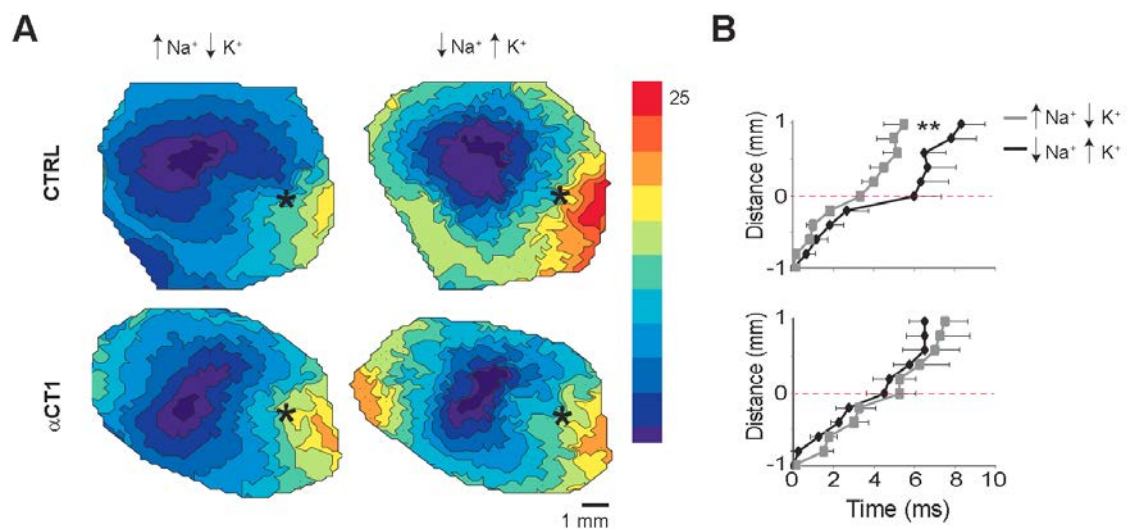 A
↑ Na⁺ ↓ K⁺
↓ Na⁺ ↑ K⁺
CTRL
*
*
25
αCT1
*
*
1 mm
B
↑ Na⁺ ↓ K⁺
↓ Na⁺ ↑ K⁺
**
Distance (mm)
1
0
-1
Distance (mm)
1
0
-1
0 2 4 6 8 10
Time (ms)